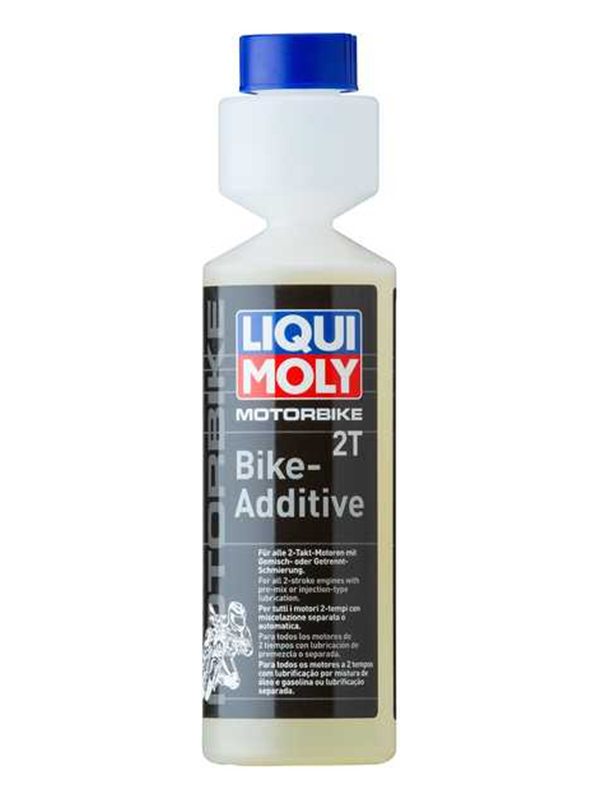 MOTORBIKE
LIQUI
MOLY
MOTORBIKE
2T
Bike-
Additive
Für alle 2-Takt-Motoren mit
Gemisch- oder Getrennt-
Schmierung.
For all 2-stroke engines with
pre-mix or injection-type
lubrication.
Per tutti i motori 2-tempi con
miscelazione separata o
automatica.
Para todos los motores de
2 tiempos con lubricación de
premezcla o separada.
Para todos os motores a 2 tempos
com lubrificação por mistura de
óleo e gasolina ou lubrificação
separada.